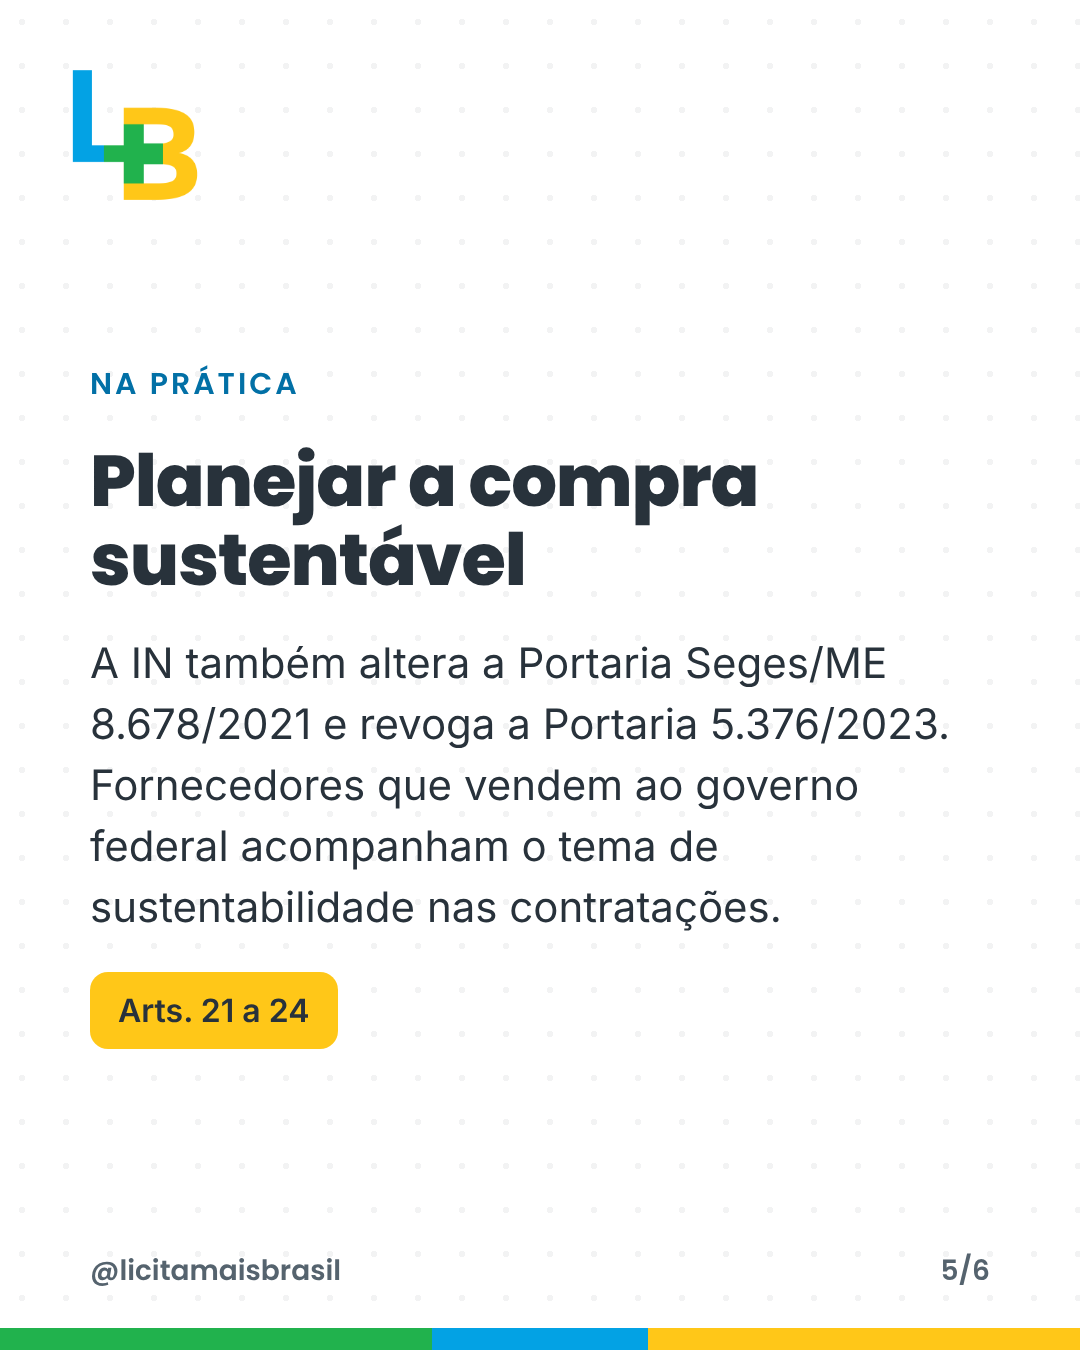 L+B
NA PRÁTICA
Planejar a compra
sustentável
A IN também altera a Portaria Seges/ME
8.678/2021 e revoga a Portaria 5.376/2023.
Fornecedores que vendem ao governo
federal acompanham o tema de
sustentabilidade nas contratações.
Arts. 21 a 24
@licitamaisbrasil
5/6